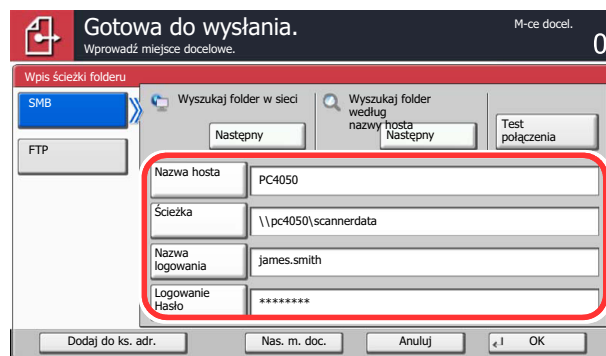 Gotowa do wysłania.
Wprowadź miejsce docelowe.
M-ce docel.
0
Wpis ścieżki folderu
SMB
FTP
Wyszukaj folder w sieci
Następny
Wyszukaj folder
według
nazwy hosta
Następny
Test
połączenia
Nazwa hosta
PC4050
Ścieżka
\\pc4050\scannerdata
Nazwa
logowania
james.smith
Logowanie
Hasło
********
Dodaj do ks. adr.
Nas. m. doc.
Anuluj
OK